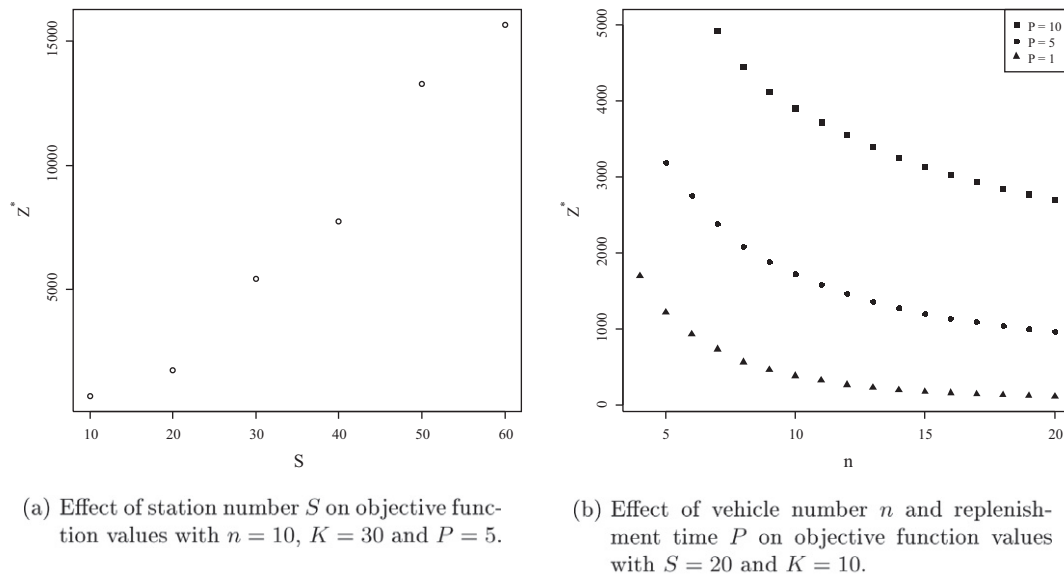 15000
10000
5000
Z*
10 20 30 40 50 60
S
(a) Effect of station number S on objective func-
tion values with n = 10, K = 30 and P = 5.
5000
4000
3000
2000
1000
0
Z*
P = 10
P = 5
P = 1
5 10 15 20
n
(b) Effect of vehicle number n and replenish-
ment time P on objective function values
with S = 20 and K = 10.